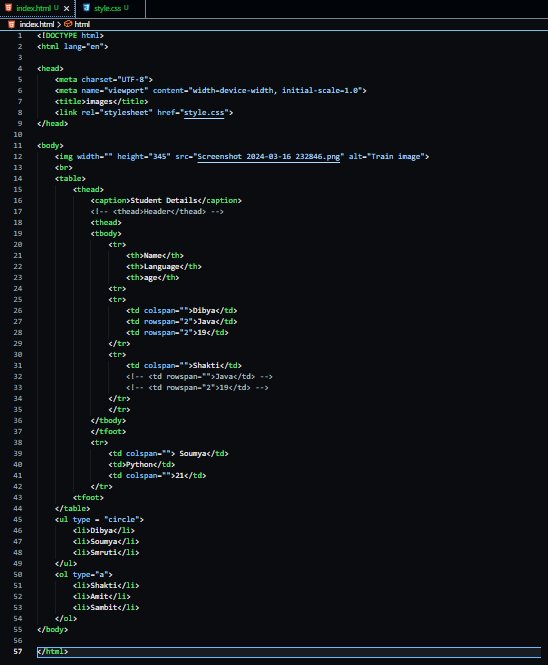 index.html U × style.css U
index.html > html
1 <!DOCTYPE html>
2 <html lang="en">
3
4 <head>
5 <meta charset="UTF-8">
6 <meta name="viewport" content="width=device-width, initial-scale=1.0">
7 <title>images</title>
8 <link rel="stylesheet" href="style.css">
9 </head>
10
11 <body>
12 <img width="" height="345" src="Screenshot 2024-03-16 232846.png" alt="Train image">
13 <br>
14 <table>
15 <thead>
16 <caption>Student Details</caption>
17 <!-- <thead>Header</thead> -->
18 <thead>
19 <tbody>
20 <tr>
21 <th>Name</th>
22 <th>Language</th>
23 <th>age</th>
24 <tr>
25 <tr>
26 <td colspan="">Dibya</td>
27 <td rowspan="2">Java</td>
28 <td rowspan="2">19</td>
29 </tr>
30 <tr>
31 <td colspan="">Shakti</td>
32 <!-- <td rowspan="">Java</td> -->
33 <!-- <td rowspan="2">19</td> -->
34 </tr>
35 </tr>
36 </tbody>
37 </tfoot>
38 <tr>
39 <td colspan=""> Soumya</td>
40 <td>Python</td>
41 <td colspan="">21</td>
42 </tr>
43 <tfoot>
44 </table>
45 <ul type = "circle">
46 <li>Dibya</li>
47 <li>Soumya</li>
48 <li>Smruti</li>
49 </ul>
50 <ol type="a">
51 <li>Shakti</li>
52 <li>Amit</li>
53 <li>Sambit</li>
54 </ol>
55 </body>
56
57 </html>